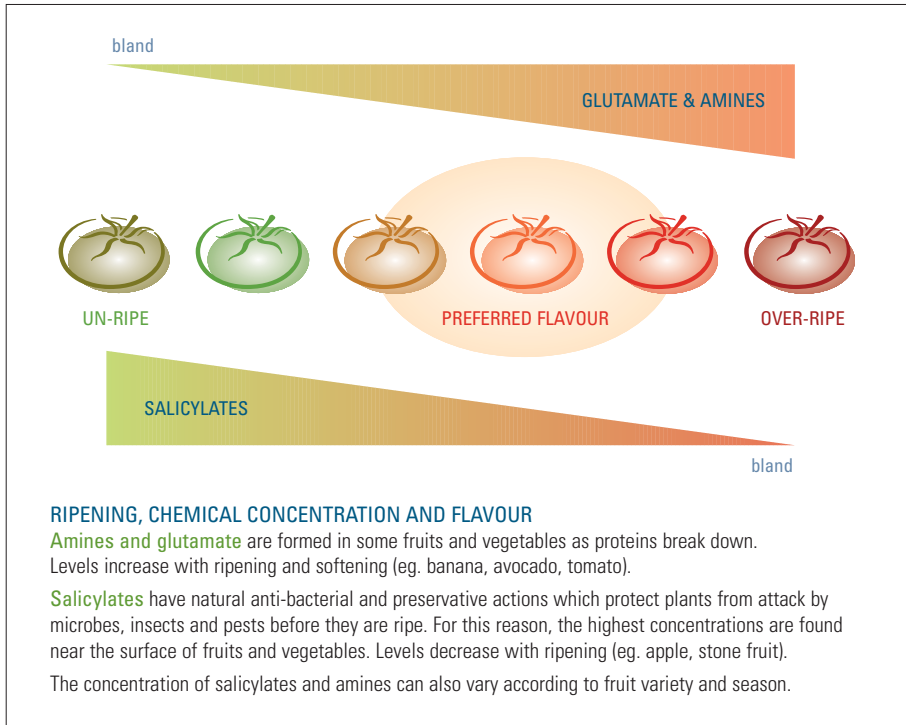 bland
GLUTAMATE & AMINES
UN-RIPE
PREFERRED FLAVOUR
OVER-RIPE
SALICYLATES
bland
RIPENING, CHEMICAL CONCENTRATION AND FLAVOUR
Amines and glutamate are formed in some fruits and vegetables as proteins break down.
Levels increase with ripening and softening (eg. banana, avocado, tomato).
Salicylates have natural anti-bacterial and preservative actions which protect plants from attack by
microbes, insects and pests before they are ripe. For this reason, the highest concentrations are found
near the surface of fruits and vegetables. Levels decrease with ripening (eg. apple, stone fruit).
The concentration of salicylates and amines can also vary according to fruit variety and season.